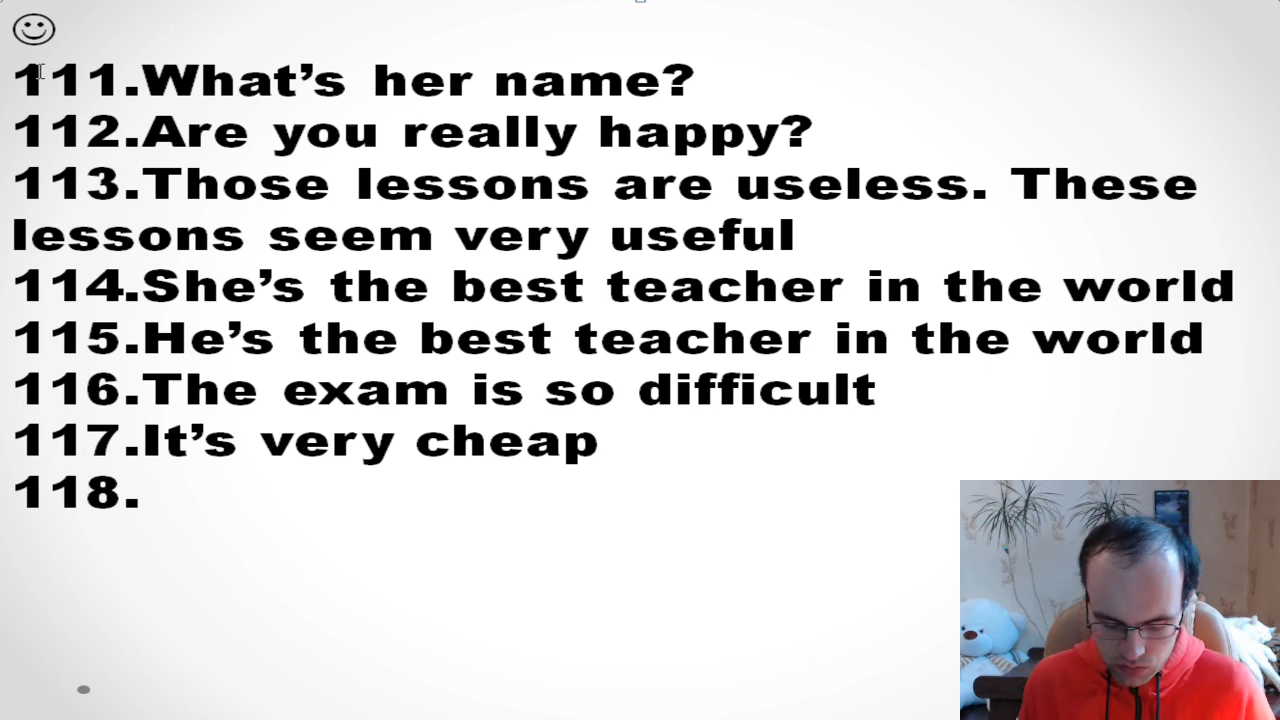 111.What’s her name?
112.Are you really happy?
113.Those lessons are useless. These
lessons seem very useful
114.She’s the best teacher in the world
115.He’s the best teacher in the world
116.The exam is so difficult
117.It’s very cheap
118.